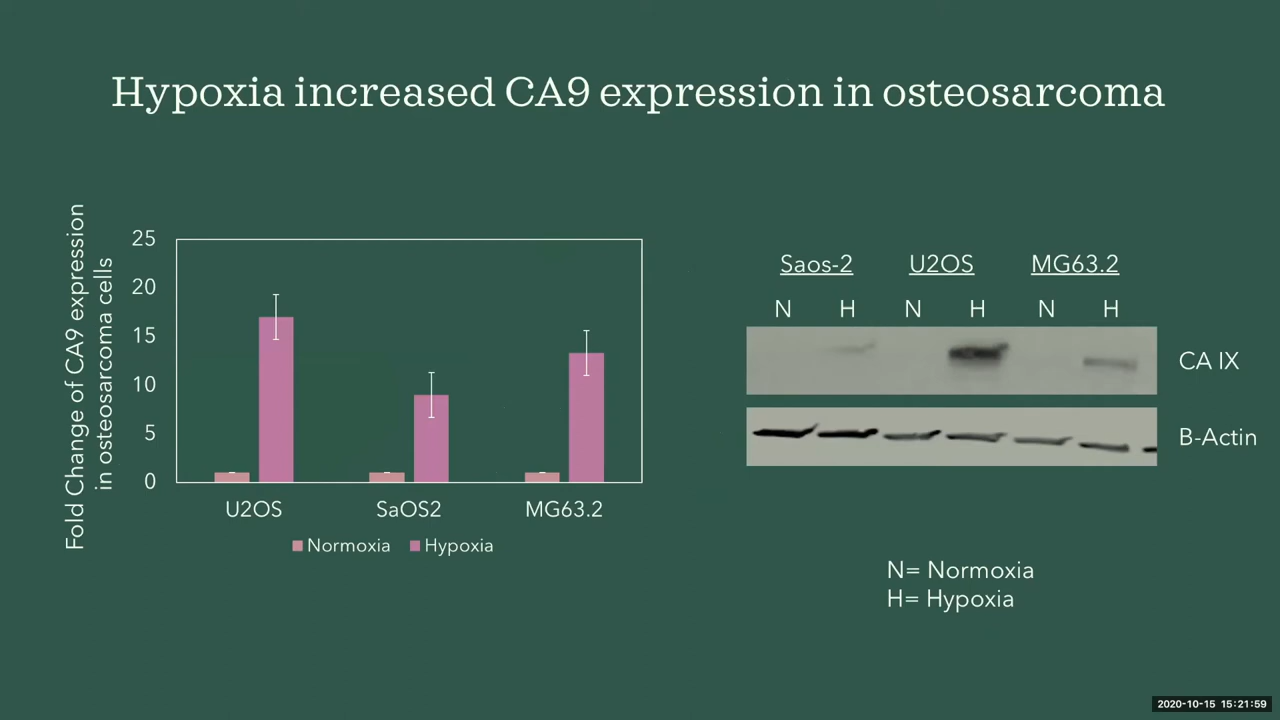 Hypoxia increased CA9 expression in osteosarcoma
Fold Change of CA9 expression
in osteosarcoma cells
25
20
15
10
5
0
U2OS SaOS2 MG63.2
Normoxia Hypoxia
Saos-2 U2OS MG63.2
N H N H N H
CA IX
B-Actin
N= Normoxia
H= Hypoxia
2020-10-15 15:21:59